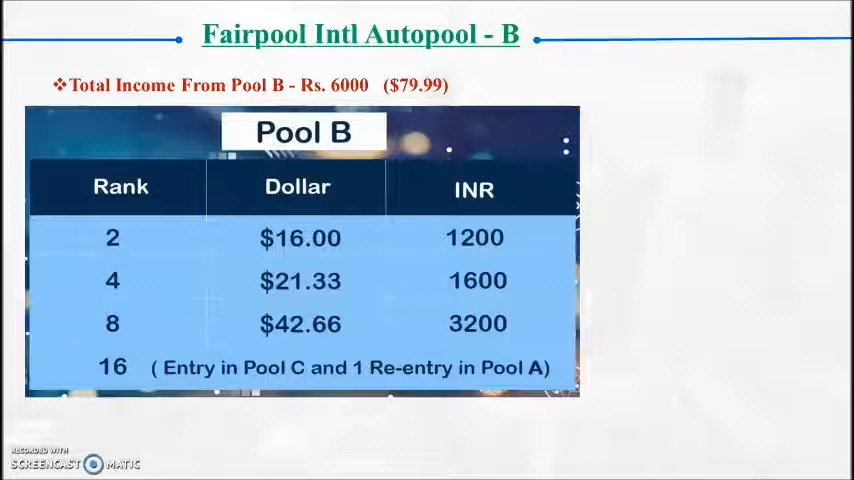 Fairpool Intl Autopool - B
❖Total Income From Pool B - Rs. 6000 ($79.99)
Pool B
Rank Dollar INR
2 $16.00 1200
4 $21.33 1600
8 $42.66 3200
16 ( Entry in Pool C and 1 Re-entry in Pool A)
RECORDED WITH
SCREENCAST MATIC